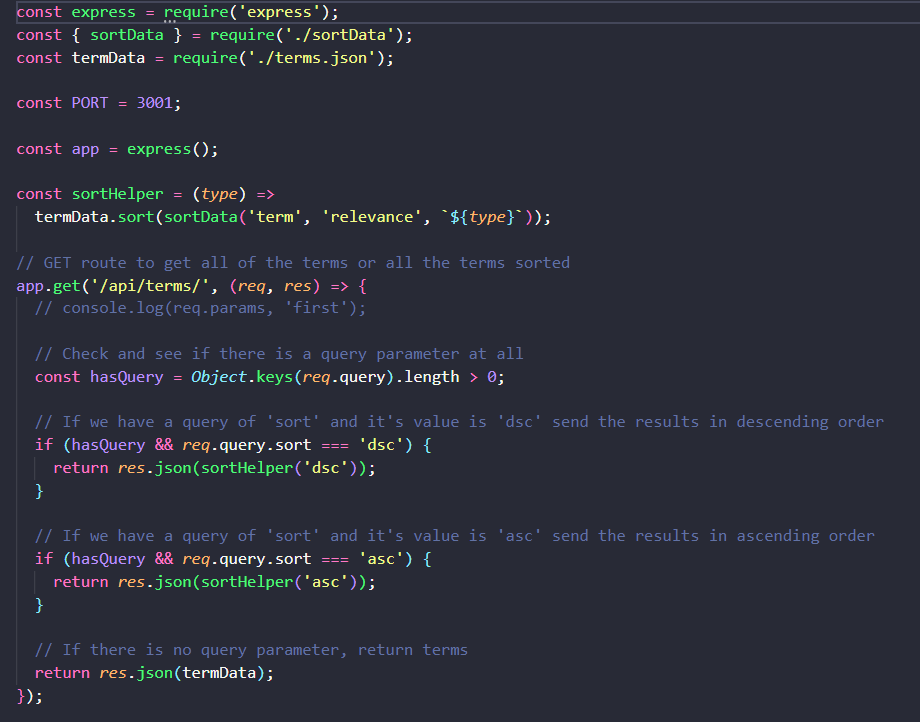 const express = require('express');
const { sortData } = require('./sortData');
const termData = require('./terms.json');
const PORT = 3001;
const app = express();
const sortHelper = (type) =>
termData.sort(sortData('term', 'relevance', `${type}`));
// GET route to get all of the terms or all the terms sorted
app.get('/api/terms/', (req, res) => {
// console.log(req.params, 'first');
// Check and see if there is a query parameter at all
const hasQuery = Object.keys(req.query).length > 0;
// If we have a query of 'sort' and it's value is 'dsc' send the results in descending order
if (hasQuery && req.query.sort === 'dsc') {
return res.json(sortHelper('dsc'));
}
// If we have a query of 'sort' and it's value is 'asc' send the results in ascending order
if (hasQuery && req.query.sort === 'asc') {
return res.json(sortHelper('asc'));
}
// If there is no query parameter, return terms
return res.json(termData);
});